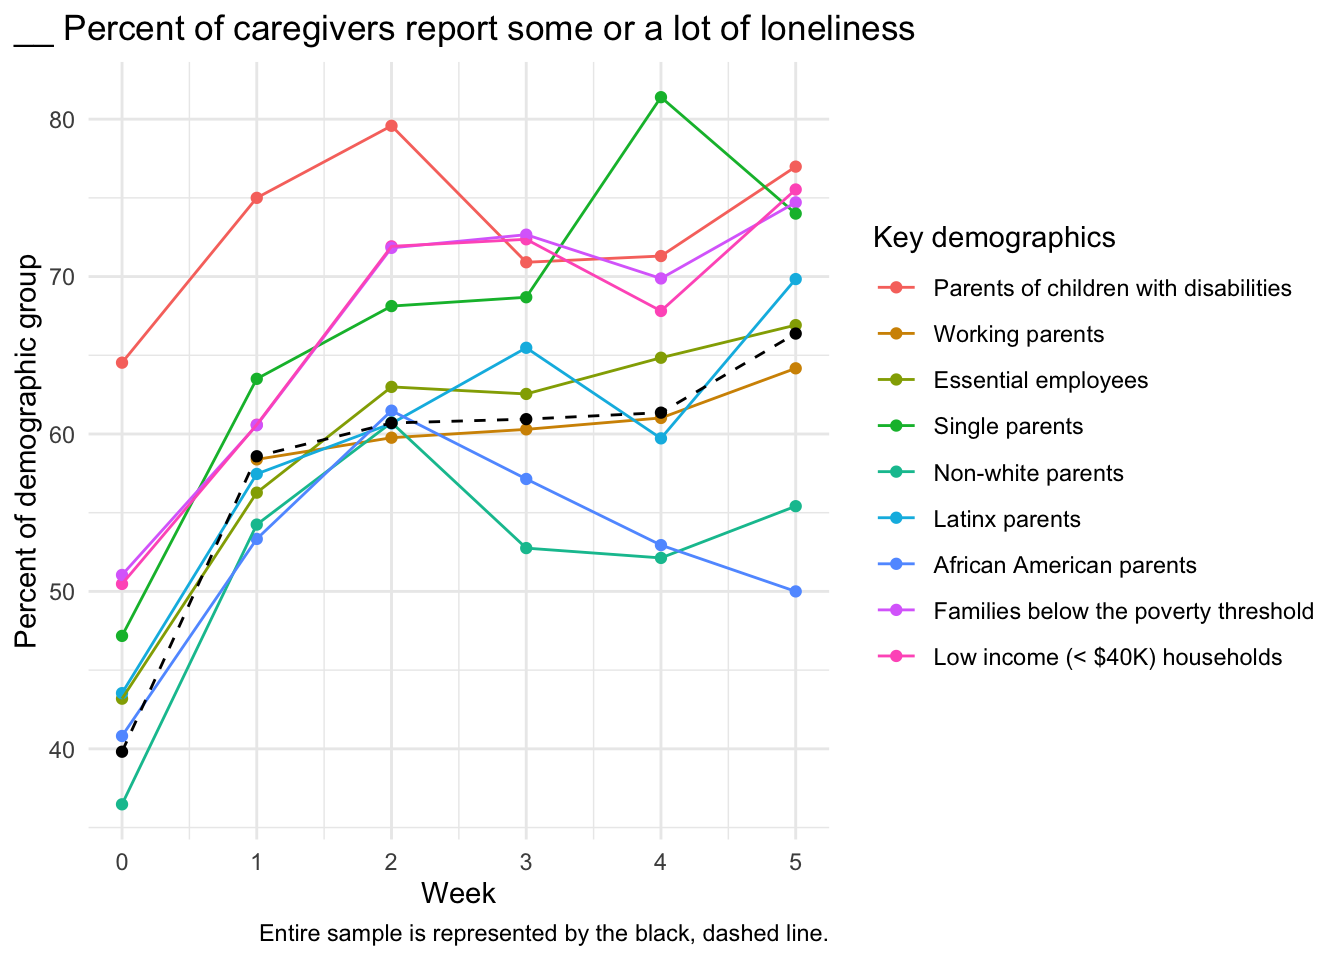 __ Percent of caregivers report some or a lot of loneliness
Percent of demographic group
80
70
60
50
40
0 1 2 3 4 5
Week
Entire sample is represented by the black, dashed line.
Key demographics
Parents of children with disabilities
Working parents
Essential employees
Single parents
Non-white parents
Latinx parents
African American parents
Families below the poverty threshold
Low income (< $40K) households